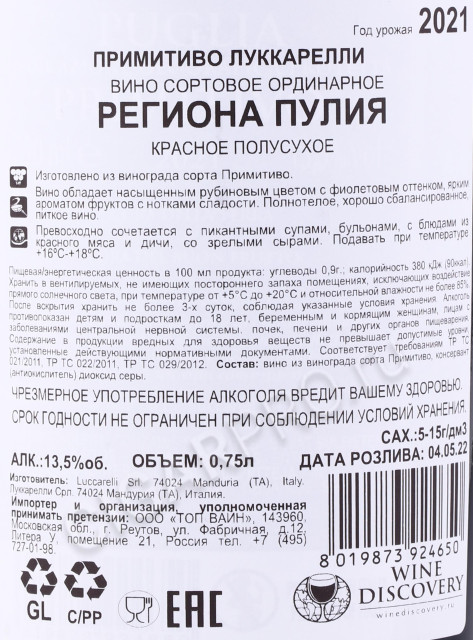 Год урожая 2021
ПРИМИТИВО ЛУККАРЕЛЛИ
ВИНО СОРТОВОЕ ОРДИНАРНОЕ
РЕГИОНА ПУЛИЯ
КРАСНОЕ ПОЛУСУХОЕ
Изготовлено из винограда сорта Примитиво.
Вино обладает насыщенным рубиновым цветом с фиолетовым оттенком, ярким
ароматом фруктов с нотками сладости. Полнотелое, хорошо сбалансированное,
питкое вино.
Превосходно сочетается с пикантными супами, бульонами, с блюдами из
красного мяса и дичи, со зрелыми сырами. Подавать при температуре
+16°С-+18°С.
Пищевая/энергетическая ценность в 100 мл продукта: углеводы 0,9г.; калорийность 380 кДж (90ккал)
Хранить в вентилируемых, не имеющих постороннего запаха помещениях, исключающих воздействие
прямого солнечного света, при температуре от +5°С до +20°С и относительной влажности не более 85%
После вскрытия хранить не более 3-х суток, соблюдая указанные условия хранения. Алкоголь
противопоказан детям и подросткам до 18 лет, беременным и кормящим женщинам, лицам с
заболеваниями центральной нервной системы, почек, печени и других органов пищеварения.
Содержание в продукции вредных для здоровья веществ не превышает допустимые уровни,
установленные действующими нормативными документами. Соответствует требованиям ТР ТС
021/2011, ТР ТС 022/2011, ТР ТС 029/2012. Состав: вино из винограда сорта Примитиво, консервант
(антиокислитель) диоксид серы.
ЧРЕЗМЕРНОЕ УПОТРЕБЛЕНИЕ АЛКОГОЛЯ ВРЕДИТ ВАШЕМУ ЗДОРОВЬЮ.
СРОК ГОДНОСТИ НЕ ОГРАНИЧЕН ПРИ СОБЛЮДЕНИИ УСЛОВИЙ ХРАНЕНИЯ.
САХ.:5-15г/дм3
АЛК.:13,5%об. ОБЪЕМ: 0,75л ДАТА РОЗЛИВА: 04.05.22
Изготовитель: Luccarelli Srl. 74024 Manduria (TA), Italy.
Луккарелли Срл. 74024 Мандурия (ТА), Италия.
Импортер и организация, уполномоченная
принимать претензии: ООО «ТОП ВАЙН», 143960,
Московская обл., г. Реутов, ул. Фабричная, д.12,
Литера У, помещение 21, Россия тел.: +7 (495)
727-01-98.
8 019873 924650
GL C/PP EAC
WINE
DISCOVERY
winediscovery.ru